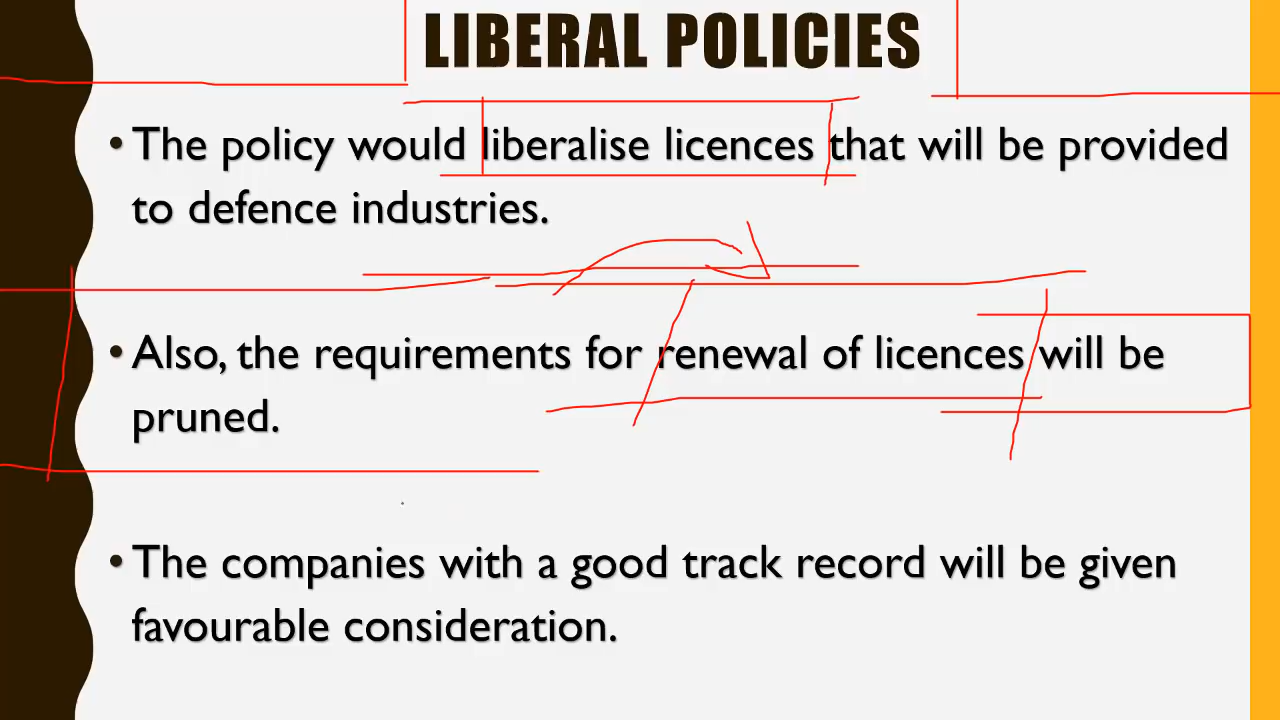 LIBERAL POLICIES
• The policy would liberalise licences that will be provided
to defence industries.
• Also, the requirements for renewal of licences will be
pruned.
• The companies with a good track record will be given
favourable consideration.